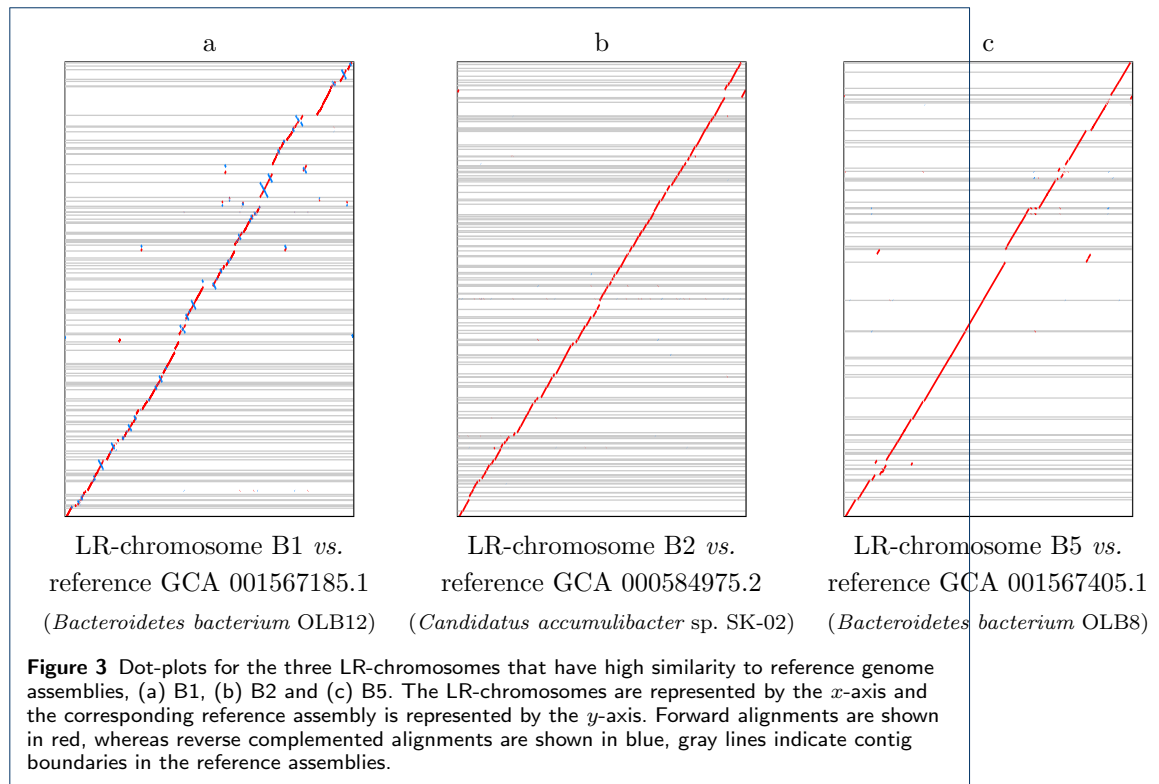 a
b
c
LR-chromosome B1 vs.
reference GCA 001567185.1
(Bacteroidetes bacterium OLB12)
LR-chromosome B2 vs.
reference GCA 000584975.2
(Candidatus accumulibacter sp. SK-02)
LR-chromosome B5 vs.
reference GCA 001567405.1
(Bacteroidetes bacterium OLB8)
Figure 3 Dot-plots for the three LR-chromosomes that have high similarity to reference genome
assemblies, (a) B1, (b) B2 and (c) B5. The LR-chromosomes are represented by the x-axis and
the corresponding reference assembly is represented by the y-axis. Forward alignments are shown
in red, whereas reverse complemented alignments are shown in blue, gray lines indicate contig
boundaries in the reference assemblies.